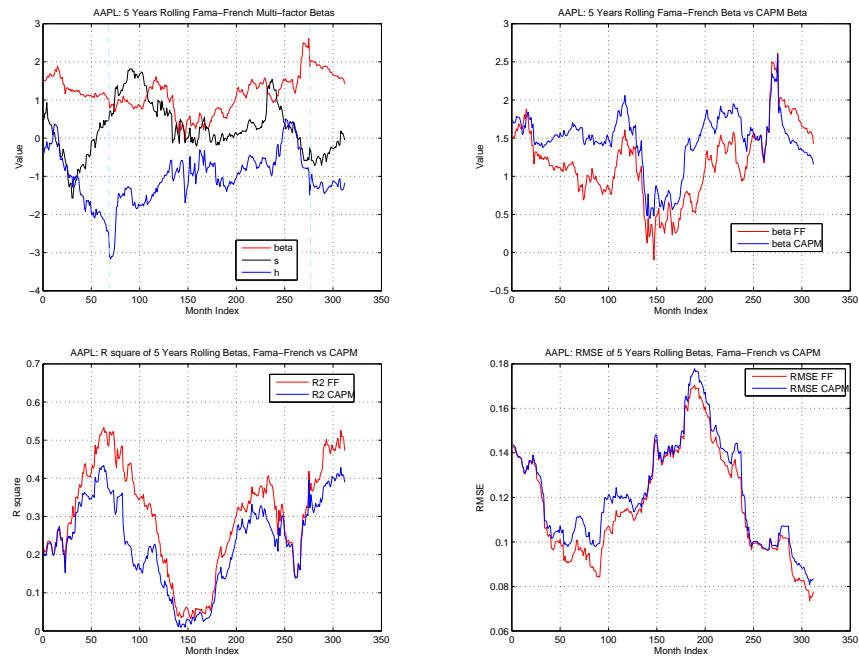 AAPL: 5 Years Rolling Fama−French Multi−factor Betas
3
2
1
0
−1
−2
−3
−4
Value
0 50 100 150 200 250 300 350
Month Index
beta
s
h
AAPL: 5 Years Rolling Fama−French Beta vs CAPM Beta
3
2.5
2
1.5
1
0.5
0
−0.5
Value
0 50 100 150 200 250 300 350
Month Index
beta FF
beta CAPM
AAPL: R square of 5 Years Rolling Betas, Fama−French vs CAPM
0.7
0.6
0.5
0.4
0.3
0.2
0.1
0
R square
0 50 100 150 200 250 300 350
Month Index
R2 FF
R2 CAPM
AAPL: RMSE of 5 Years Rolling Betas, Fama−French vs CAPM
0.18
0.16
0.14
0.12
0.1
0.08
0.06
RMSE
0 50 100 150 200 250 300 350
Month Index
RMSE FF
RMSE CAPM